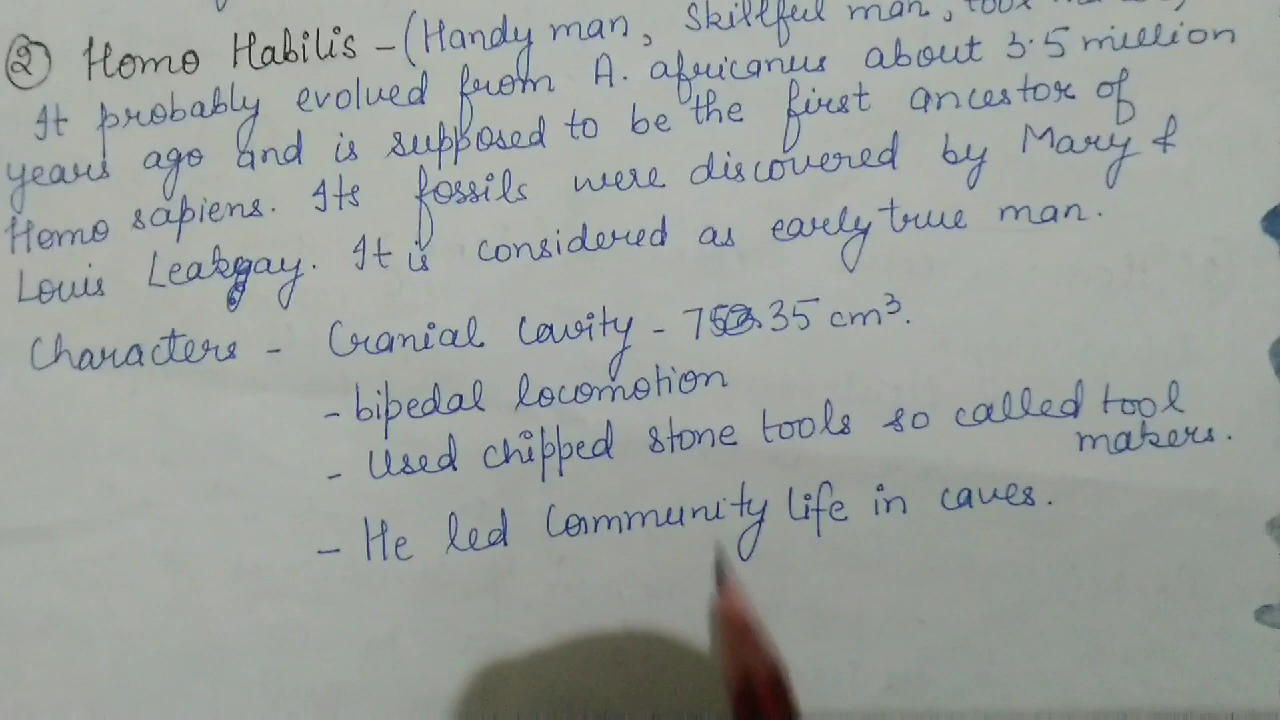 ② Homo Habilis - (Handy man, Skillful man,
It probably evolved from A. africanus about 3.5 million
years ago and is supposed to be the first ancestor of
Homo sapiens. Its fossils were discovered by Mary &
Louis Leakgay. It is considered as early true man.
Characters - Cranial Cavity - 735 cm³.
- bipedal locomotion
- Used chipped stone tools so called tool
makers.
- He led Community life in caves.